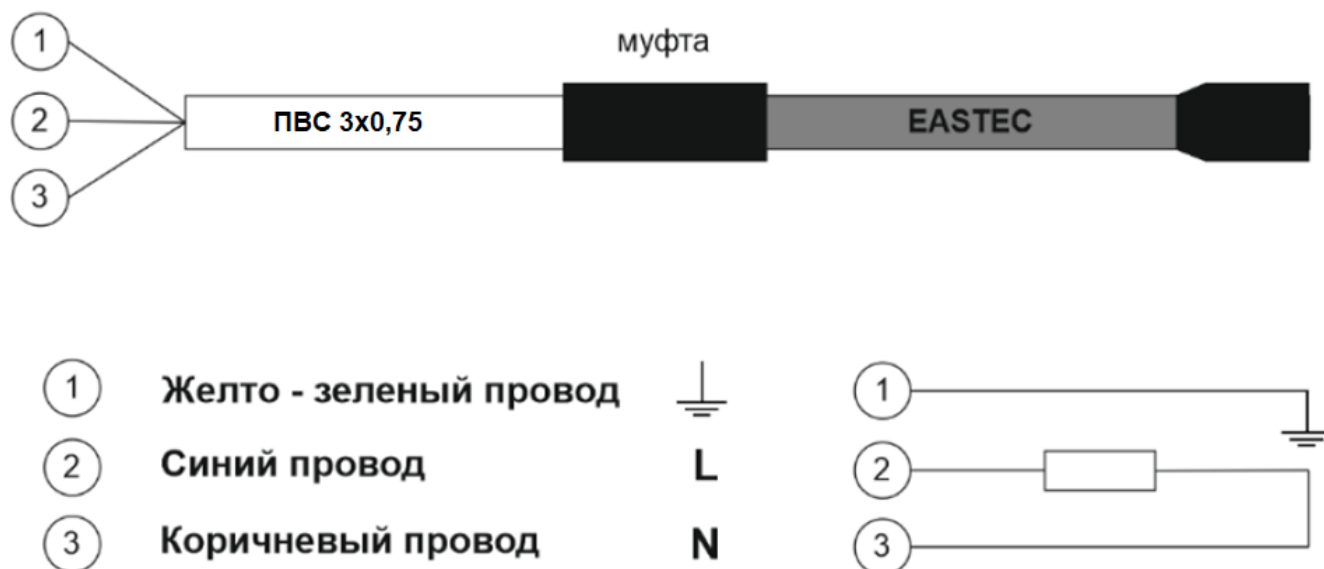 муфта
1
2
3
ПВС 3х0,75
EASTEC
1 Желто - зеленый провод 1
2 Синий провод L 2
3 Коричневый провод N 3